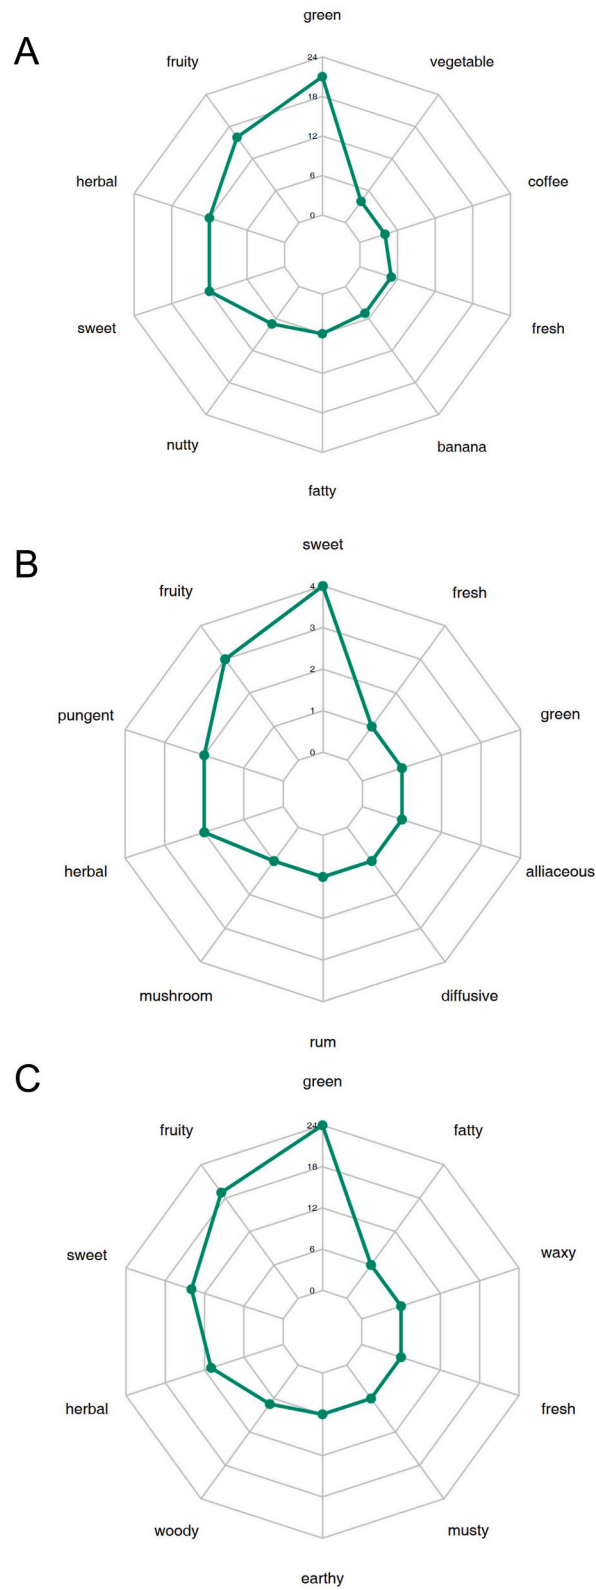 A
green
fruity
24
vegetable
18
12
herbal
coffee
6
0
sweet
fresh
nutty
banana
fatty
B
sweet
fruity
4
fresh
3
2
pungent
1
green
0
herbal
alliaceous
mushroom
diffusive
rum
C
green
fruity
24
fatty
18
12
sweet
6
waxy
0
herbal
fresh
woody
musty
earthy